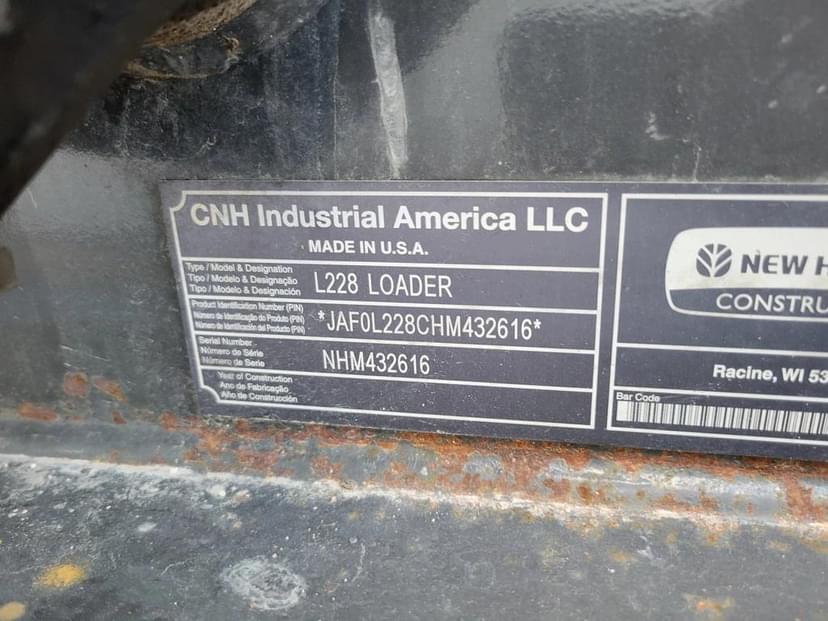 CNH Industrial America LLC
MADE IN U.S.A.
Type / Model & Designation
Tipo / Modelo & Designação
Tipo / Modelo & Designación
L228 LOADER
Product Identification Number (PIN)
Número de Identificação do Produto (PIN)
Número de Identificación del Producto (PIN)
*JAF0L228CHM432616*
Serial Number
Número de Série
Número de Serie
NHM432616
Year of Construction
Ano de Fabricação
Año de Construcción
NEW H
CONSTRU
Racine, WI 53
Bar Code